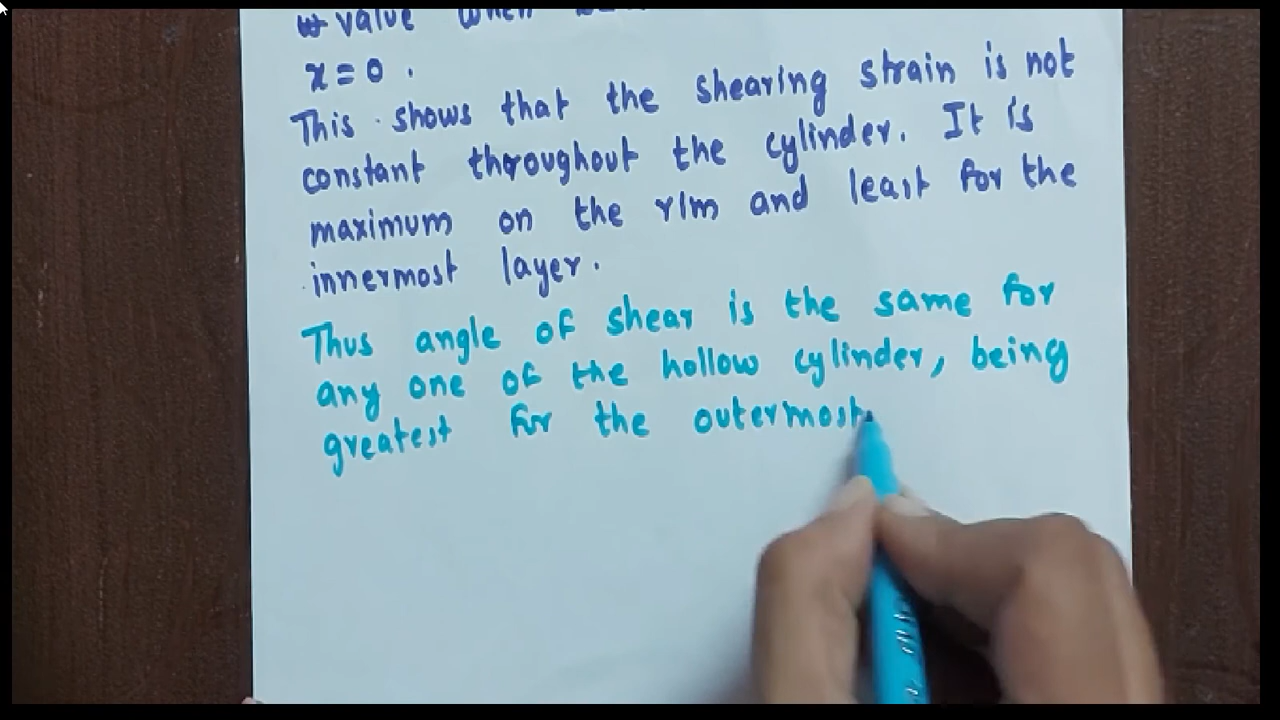 value when
x = 0 .
This shows that the shearing strain is not
constant throughout the cylinder. It is
maximum on the rim and least for the
innermost layer.
Thus angle of shear is the same for
any one of the hollow cylinder, being
greatest for the outermost